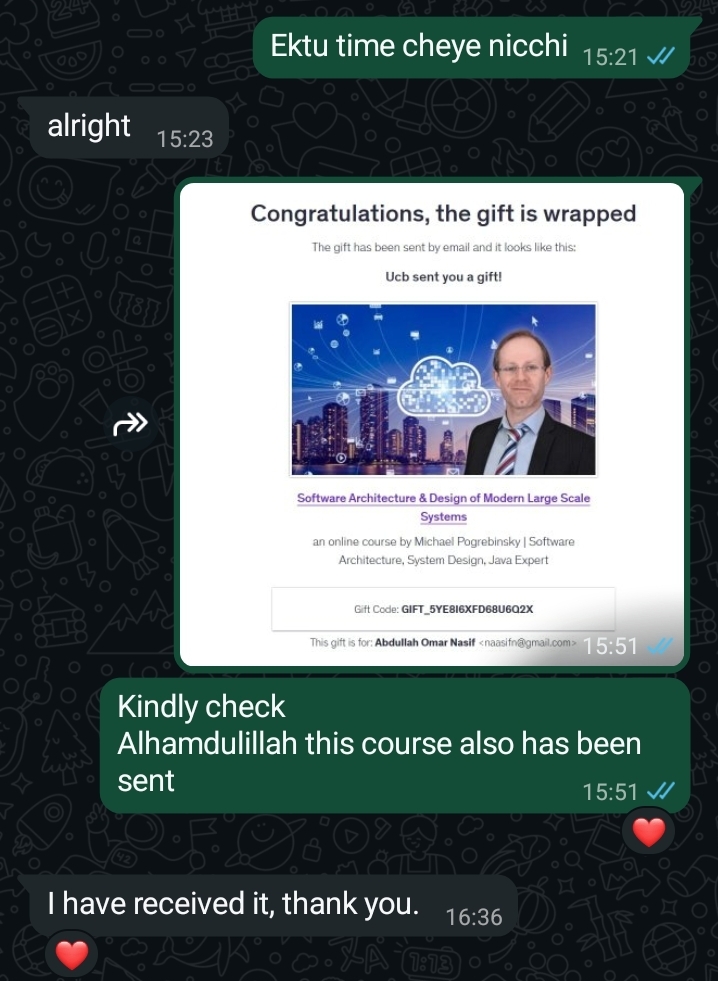 Ektu time cheye nicchi 15:21
alright 15:23
Congratulations, the gift is wrapped
The gift has been sent by email and it looks like this:
Ucb sent you a gift!
Software Architecture & Design of Modern Large Scale
Systems
an online course by Michael Pogrebinsky | Software
Architecture, System Design, Java Expert
Gift Code: GIFT_5YE8I6XFD68U6Q2X
This gift is for: Abdullah Omar Nasif <naasifn@gmail.com> 15:51
Kindly check
Alhamdulillah this course also has been
sent 15:51
I have received it, thank you. 16:36